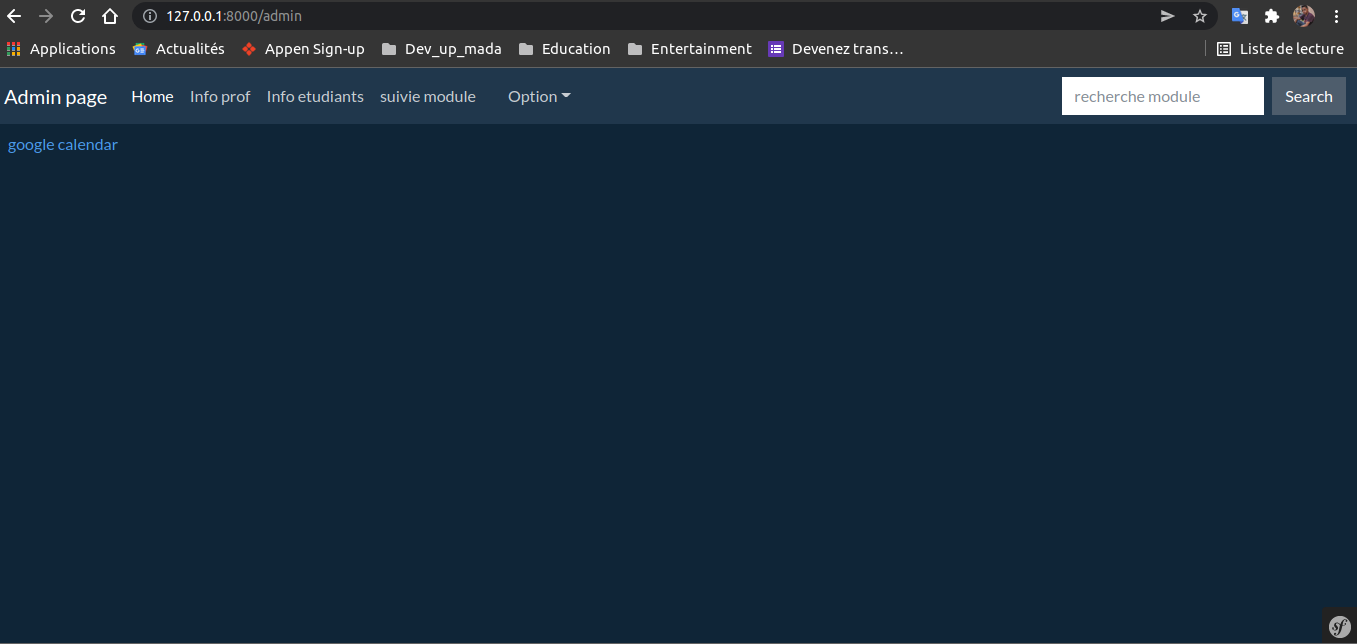 127.0.0.1:8000/admin
Applications Actualités Appen Sign-up Dev_up_mada Education Entertainment Devenez trans… Liste de lecture
Admin page Home Info prof Info etudiants suivie module Option recherche module Search
google calendar
sf